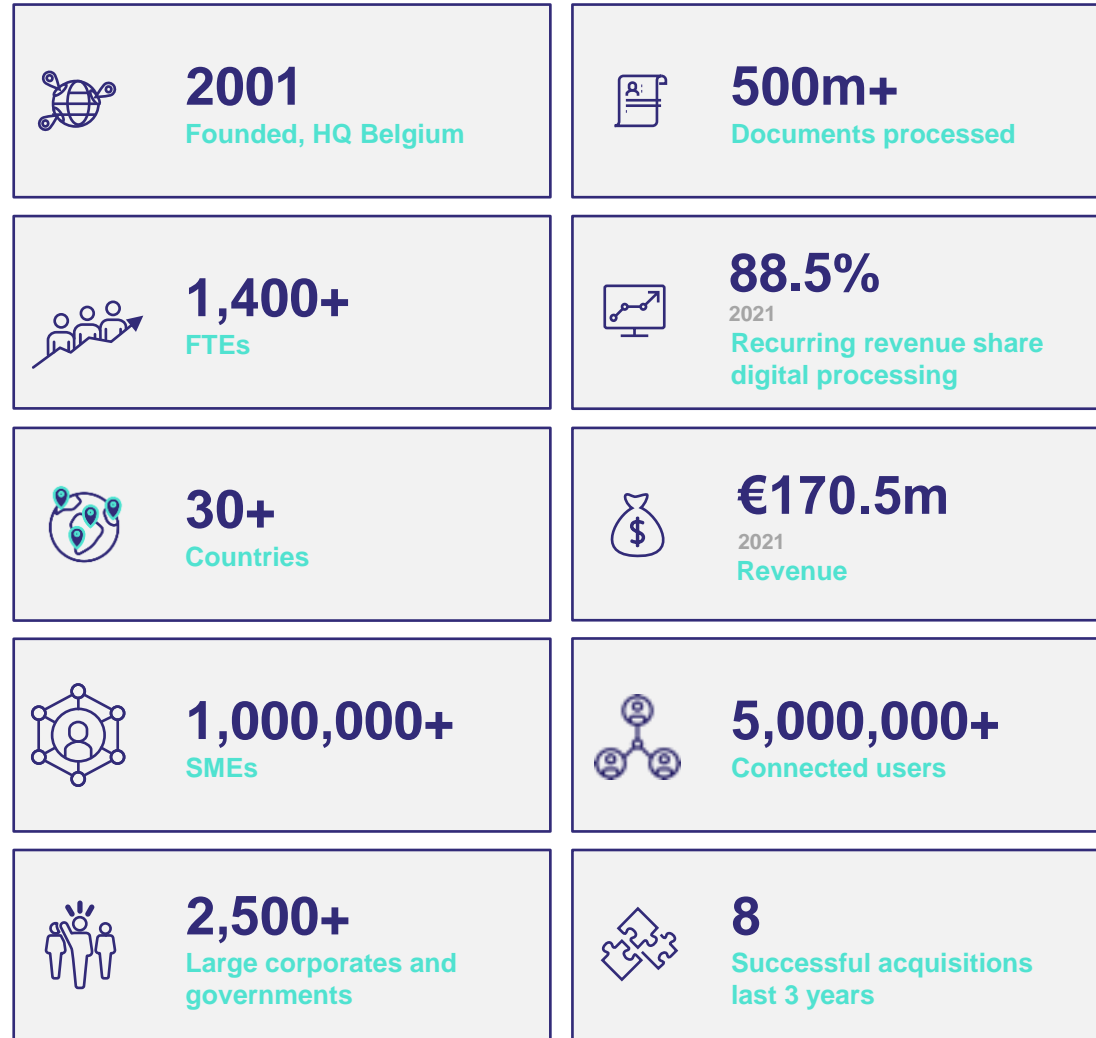 2001
Founded, HQ Belgium
500m+
Documents processed
1,400+
FTEs
88.5%
2021
Recurring revenue share
digital processing
30+
Countries
€170.5m
2021
Revenue
1,000,000+
SMEs
5,000,000+
Connected users
2,500+
Large corporates and
governments
8
Successful acquisitions
last 3 years